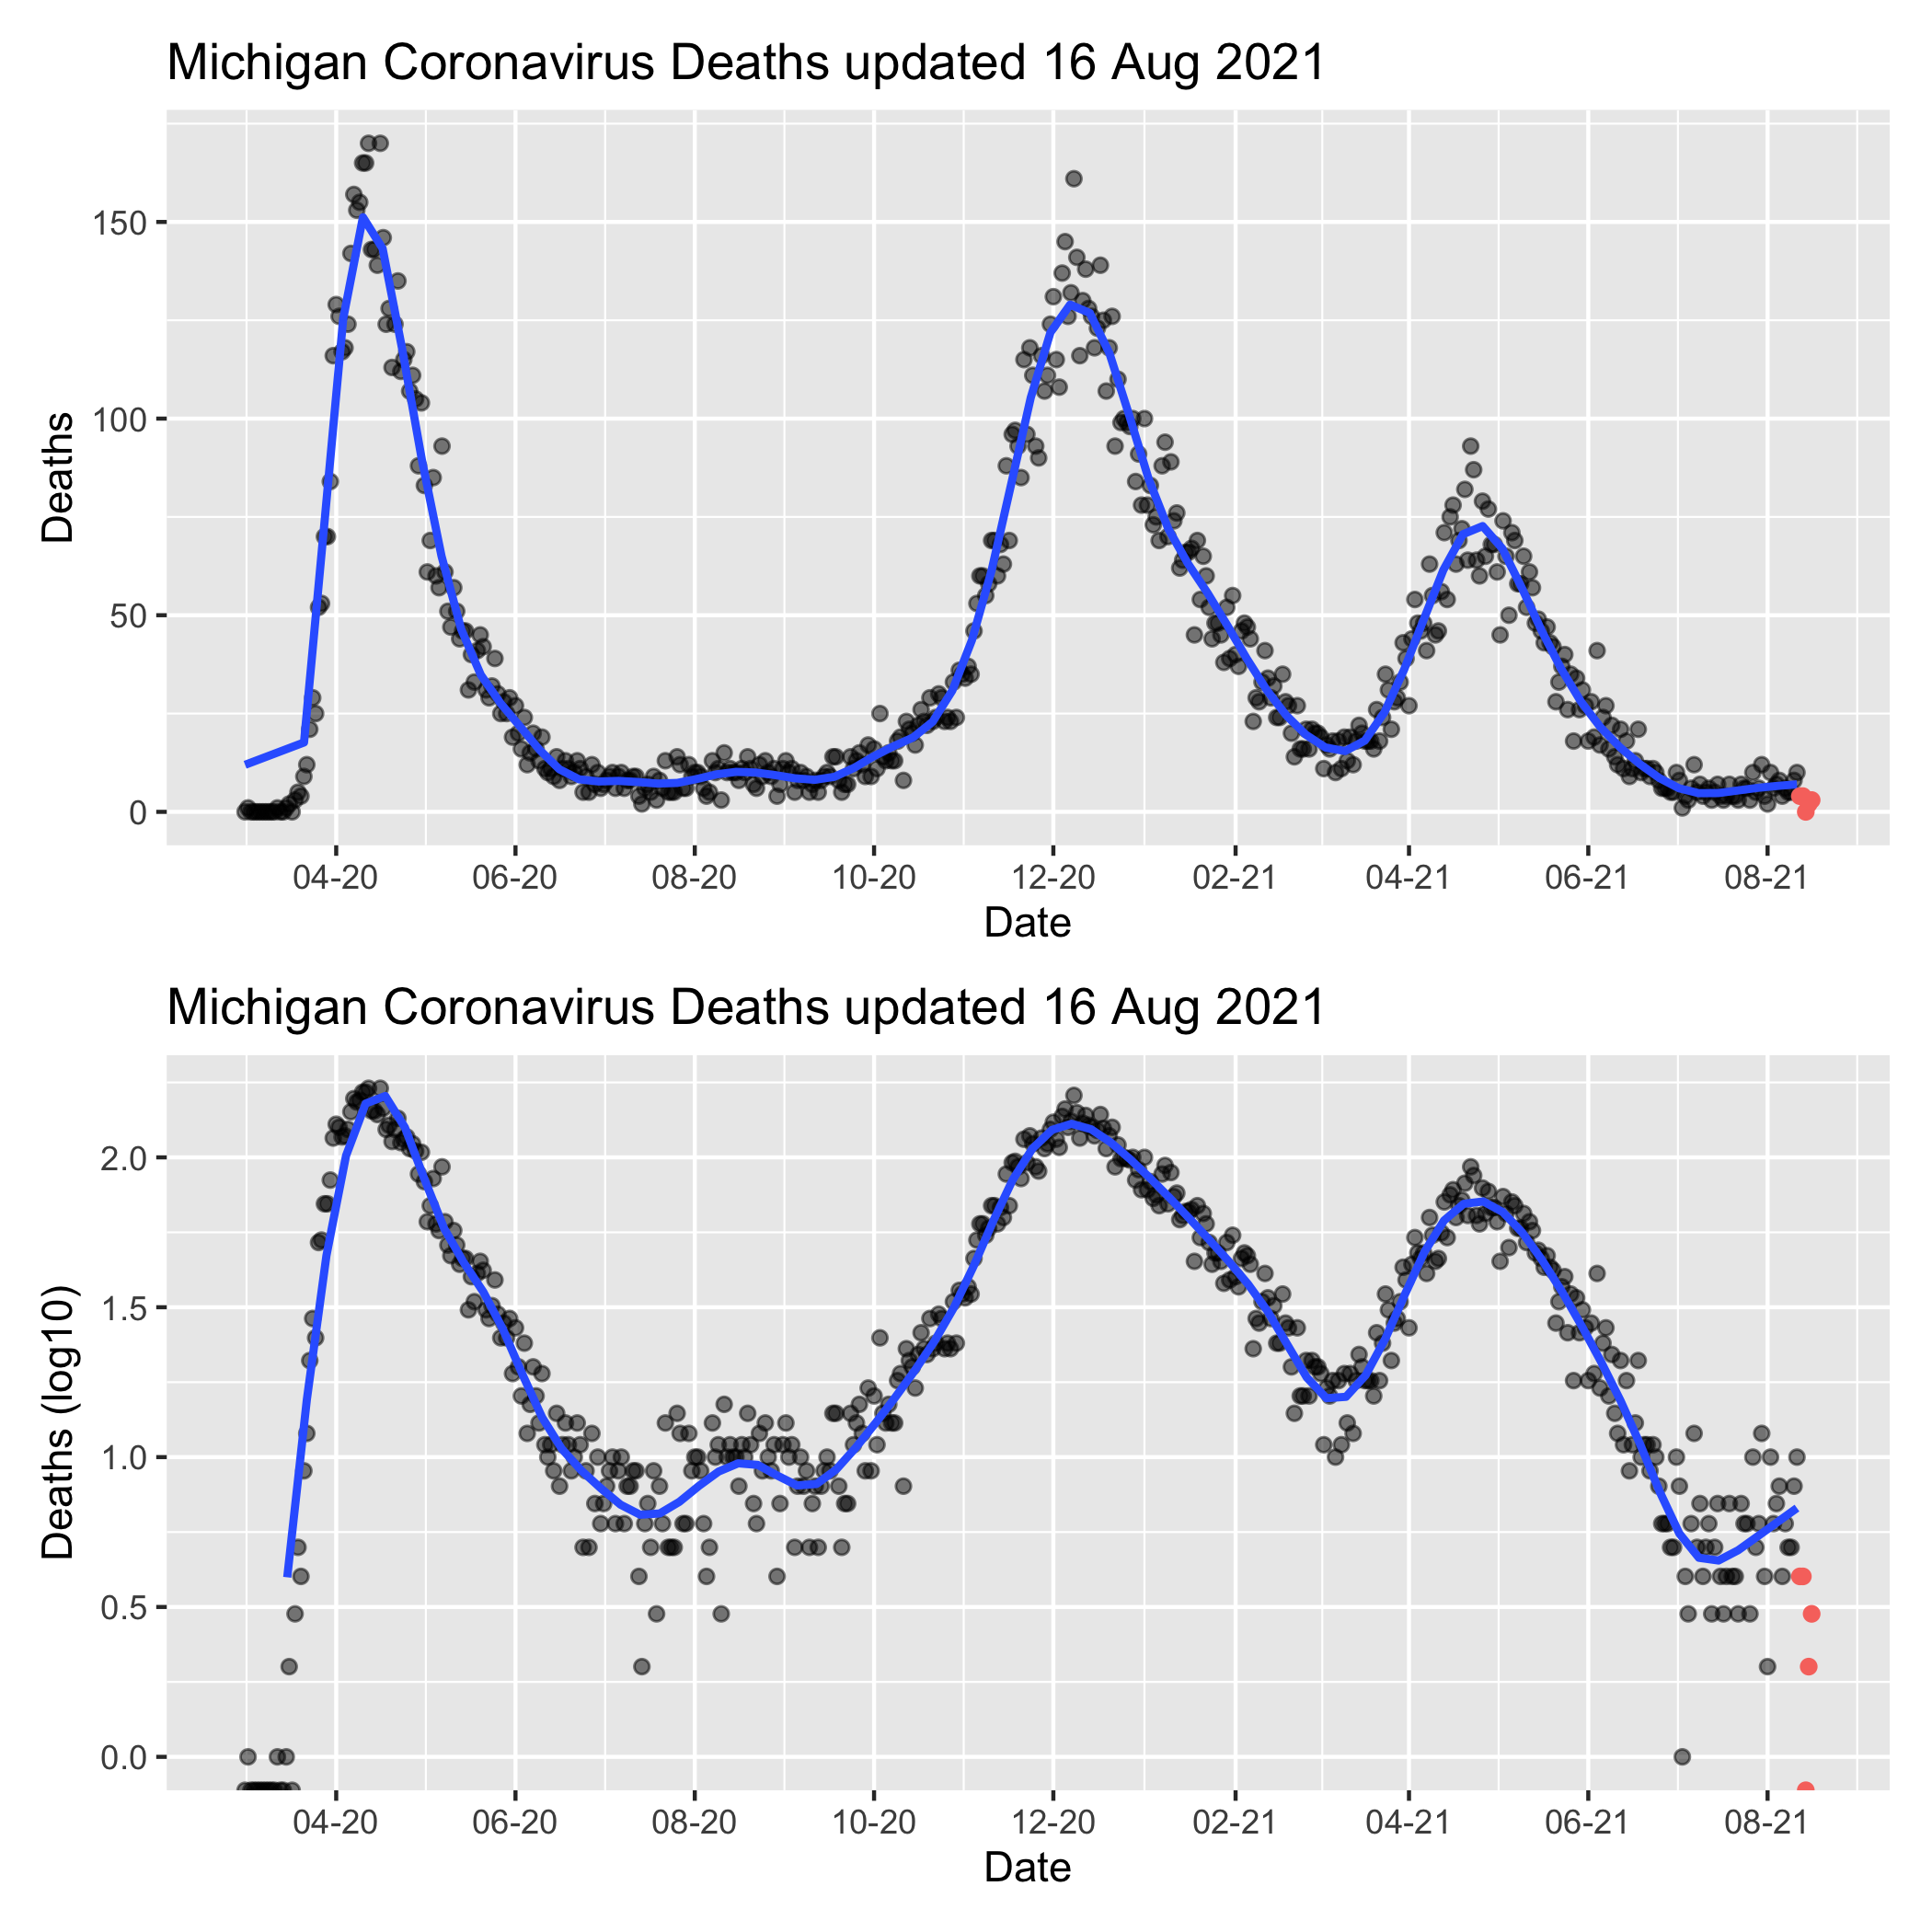 Michigan Coronavirus Deaths updated 16 Aug 2021
150
100
50
0
Deaths
04-20 06-20 08-20 10-20 12-20 02-21 04-21 06-21 08-21
Date
Michigan Coronavirus Deaths updated 16 Aug 2021
2.0
1.5
1.0
0.5
0.0
Deaths (log10)
04-20 06-20 08-20 10-20 12-20 02-21 04-21 06-21 08-21
Date